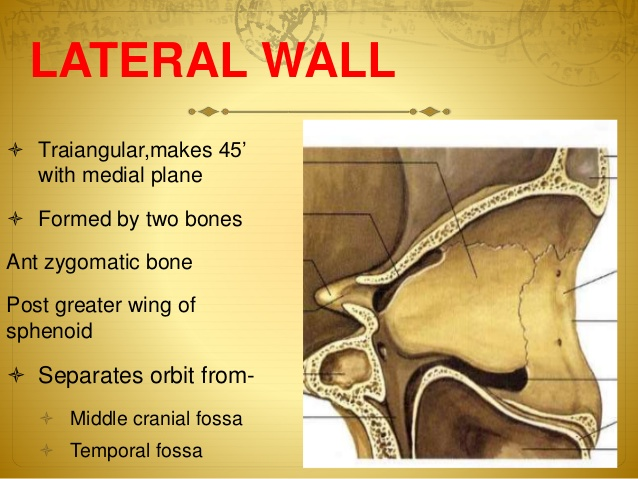 LATERAL WALL
Traiangular,makes 45’
with medial plane
Formed by two bones
Ant zygomatic bone
Post greater wing of
sphenoid
Separates orbit from-
Middle cranial fossa
Temporal fossa